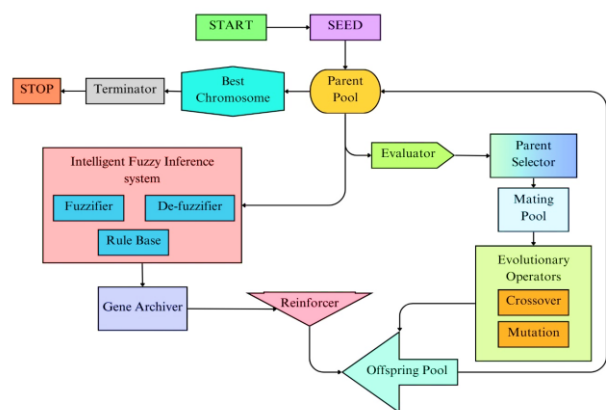 START
SEED
STOP
Terminator
Best
Chromosome
Parent
Pool
Evaluator
Parent
Selector
Intelligent Fuzzy Inference
system
Fuzzifier
De-fuzzifier
Rule Base
Mating
Pool
Evolutionary
Operators
Crossover
Mutation
Gene Archiver
Reinforcer
Offspring Pool